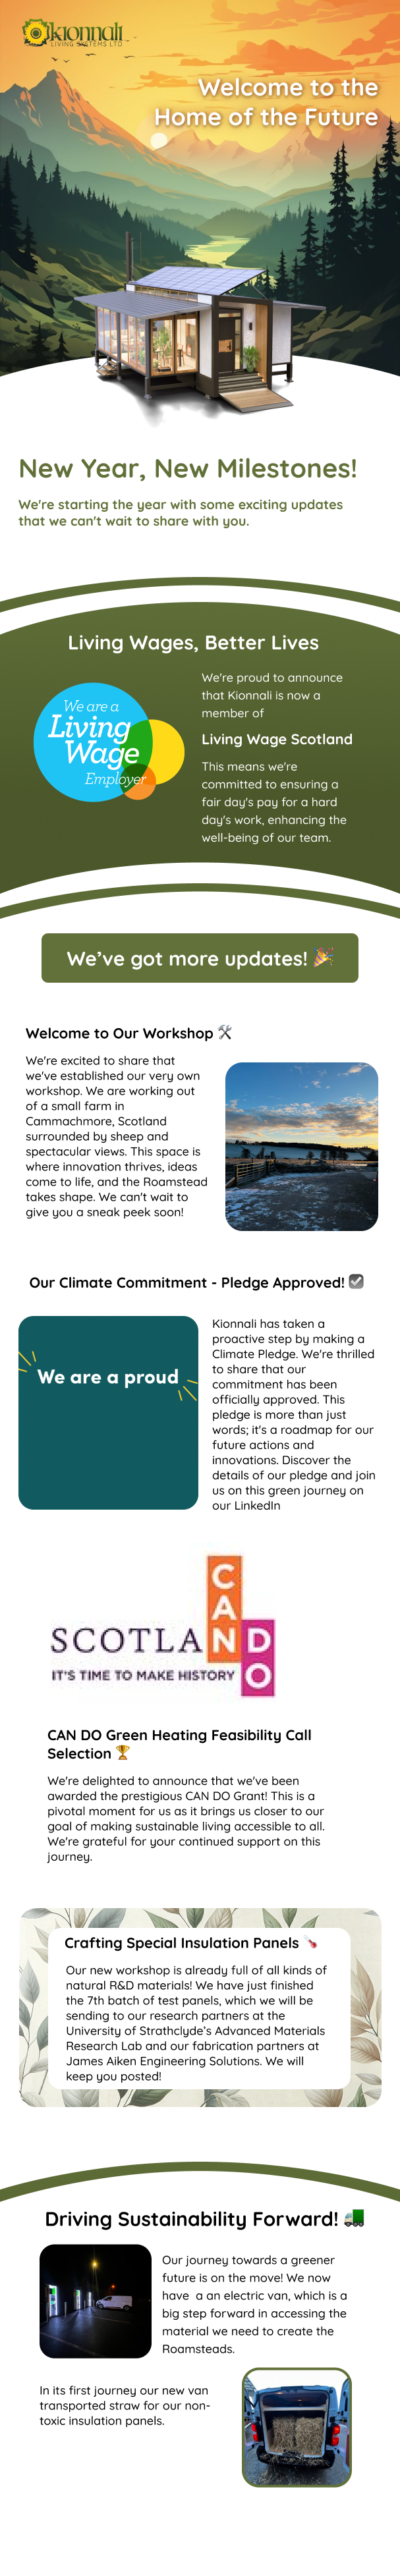 kionnali
LIVING SYSTEMS LTD
Welcome to the
Home of the Future
New Year, New Milestones!
We're starting the year with some exciting updates
that we can't wait to share with you.
Living Wages, Better Lives
We are a
Living
Wage
Employer
We're proud to announce
that Kionnali is now a
member of
Living Wage Scotland
This means we're
committed to ensuring a
fair day's pay for a hard
day's work, enhancing the
well-being of our team.
We've got more updates! 🎉
Welcome to Our Workshop 🛠
We're excited to share that
we've established our very own
workshop. We are working out
of a small farm in
Cammachmore, Scotland
surrounded by sheep and
spectacular views. This space is
where innovation thrives, ideas
come to life, and the Roamstead
takes shape. We can't wait to
give you a sneak peek soon!
Our Climate Commitment - Pledge Approved! ☑
We are a proud
Kionnali has taken a
proactive step by making a
Climate Pledge. We're thrilled
to share that our
commitment has been
officially approved. This
pledge is more than just
words; it's a roadmap for our
future actions and
innovations. Discover the
details of our pledge and join
us on this green journey on
our LinkedIn
SCOTLAND
CAN
DO
IT'S TIME TO MAKE HISTORY
CAN DO Green Heating Feasibility Call
Selection 🏆
We're delighted to announce that we've been
awarded the prestigious CAN DO Grant! This is a
pivotal moment for us as it brings us closer to our
goal of making sustainable living accessible to all.
We're grateful for your continued support on this
journey.
Crafting Special Insulation Panels 🪛
Our new workshop is already full of all kinds of
natural R&D materials! We have just finished
the 7th batch of test panels, which we will be
sending to our research partners at the
University of Strathclyde's Advanced Materials
Research Lab and our fabrication partners at
James Aiken Engineering Solutions. We will
keep you posted!
Driving Sustainability Forward! 🚛
Our journey towards a greener
future is on the move! We now
have a an electric van, which is a
big step forward in accessing the
material we need to create the
Roamsteads.
In its first journey our new van
transported straw for our non-
toxic insulation panels.